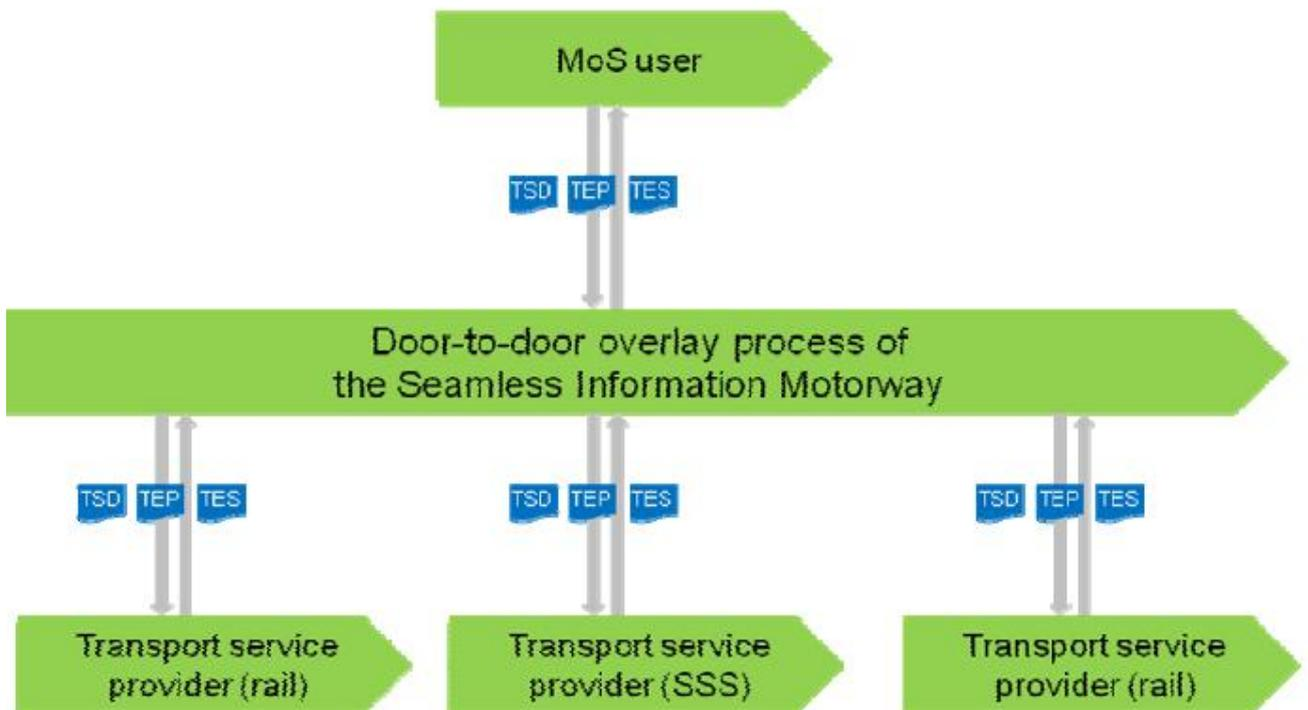 MoS user
TSD TEP TES
Door-to-door overlay process of
the Seamless Information Motorway
TSD TEP TES TSD TEP TES TSD TEP TES
Transport service
provider (rail)
Transport service
provider (SSS)
Transport service
provider (rail)